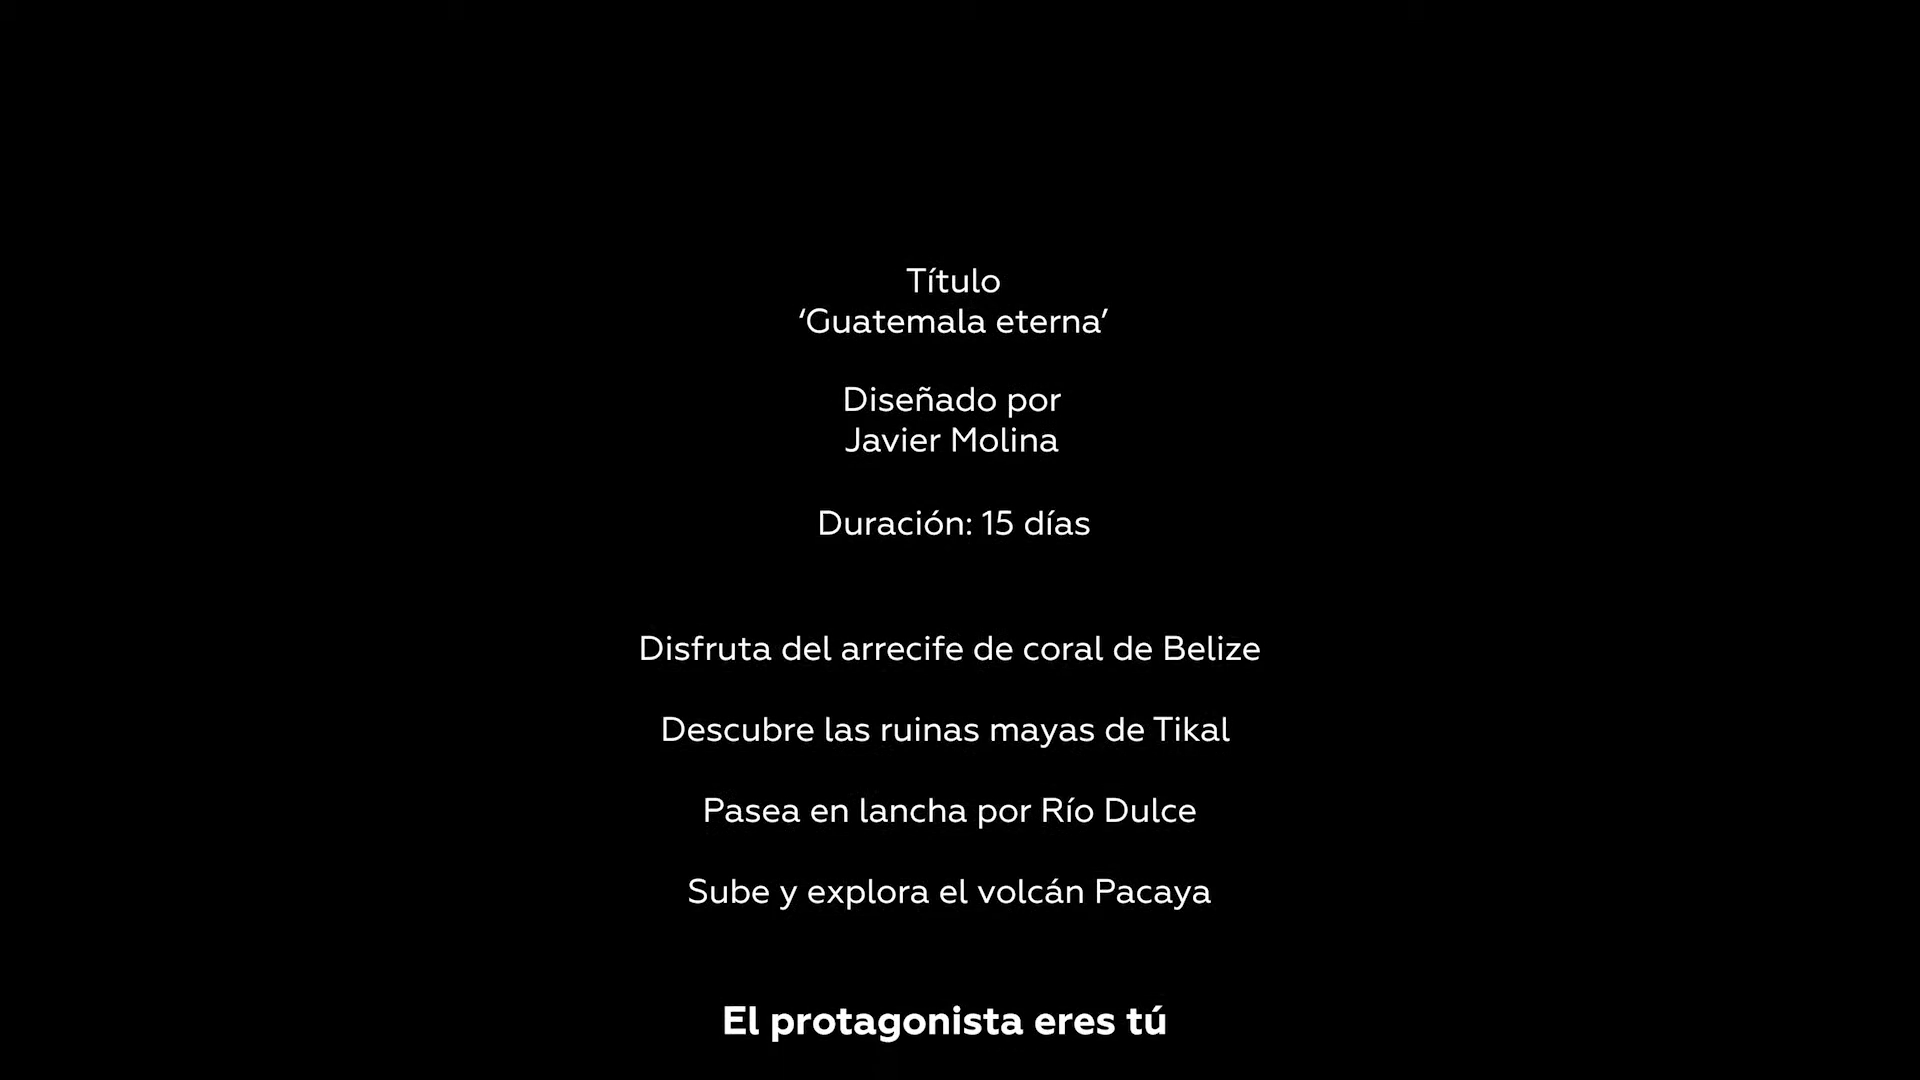 Título
‘Guatemala eterna’
Diseñado por
Javier Molina
Duración: 15 días
Disfruta del arrecife de coral de Belize
Descubre las ruinas mayas de Tikal
Pasea en lancha por Río Dulce
Sube y explora el volcán Pacaya
El protagonista eres tú